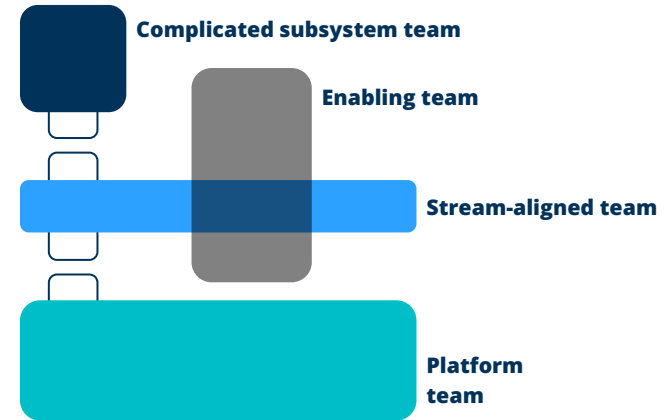 Complicated subsystem team
Enabling team
Stream-aligned team
Platform
team